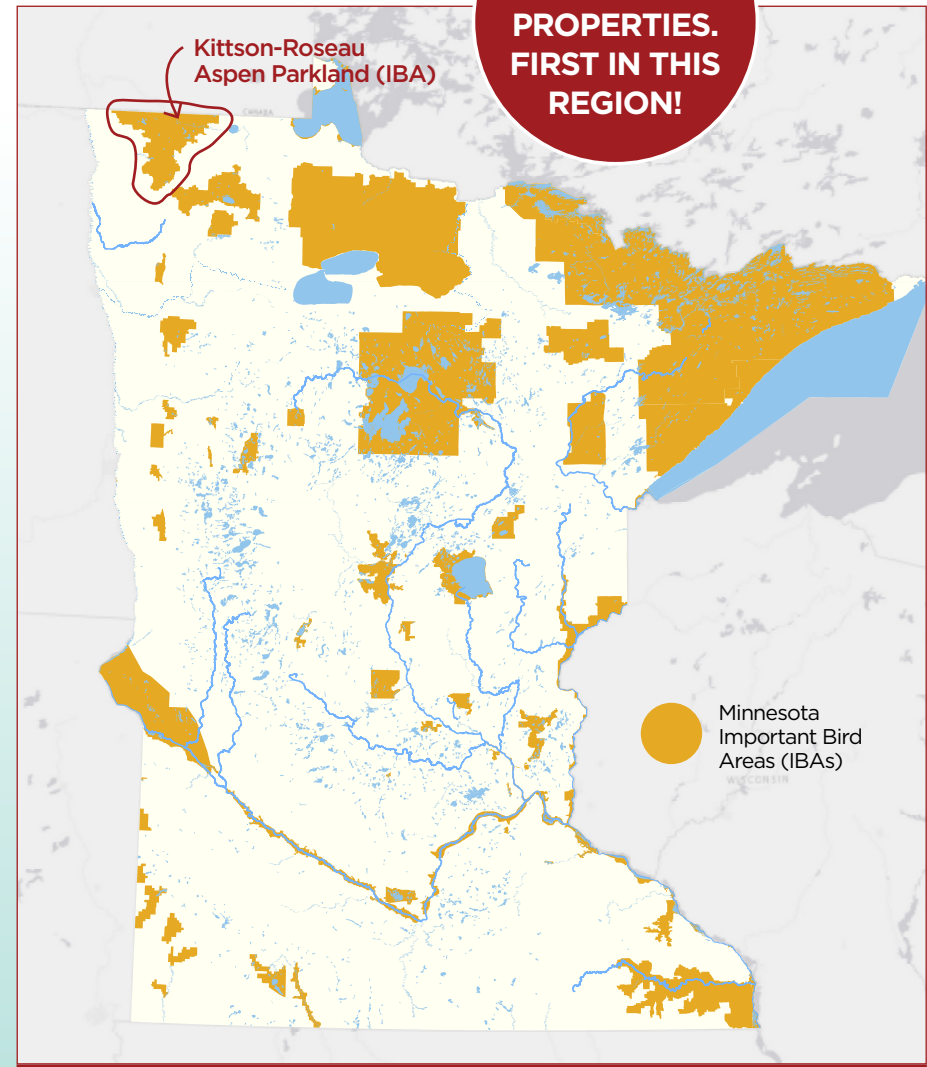 PROPERTIES.
FIRST IN THIS
REGION!
Kittson-Roseau
Aspen Parkland (IBA)
CANADA
Minnesota
Important Bird
Areas (IBAs)
WISCONSIN